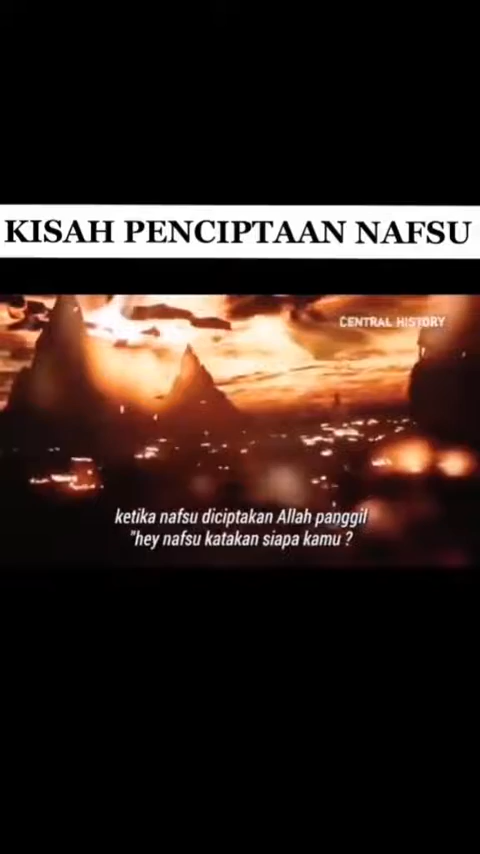 KISAH PENCIPTAAN NAFSU
CENTRAL HISTORY
ketika nafsu diciptakan Allah panggil
"hey nafsu katakan siapa kamu ?